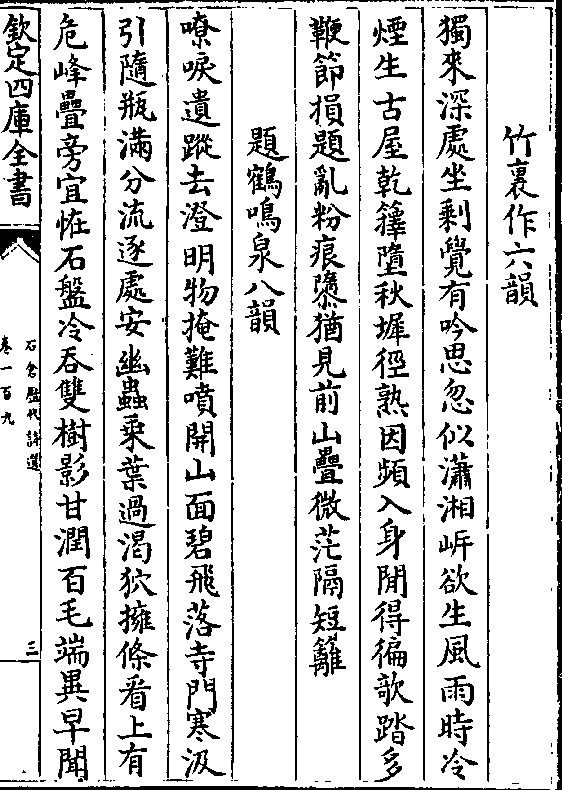 竹裏作六韻
獨來深處坐剩覺有吟思忽似瀟湘岸欲生風雨時冷
煙生古屋乾籜墮秋墀徑熟因頻入身閒得徧歌踏多
鞭節損題亂粉痕隳猶見前山疊微茫隔短籬
題鶴鳴泉八韻
嘹唳遺蹤去澄明物掩難噴開山面碧飛落寺門寒汲
引隨瓶滿分流逐處安幽蟲乘葉過渴狖擁條看上有
危峰疊旁宜怪石盤冷吞雙樹影甘潤百毛端異早聞
欽定四庫全書
石倉歷代詩選
卷一百九
三